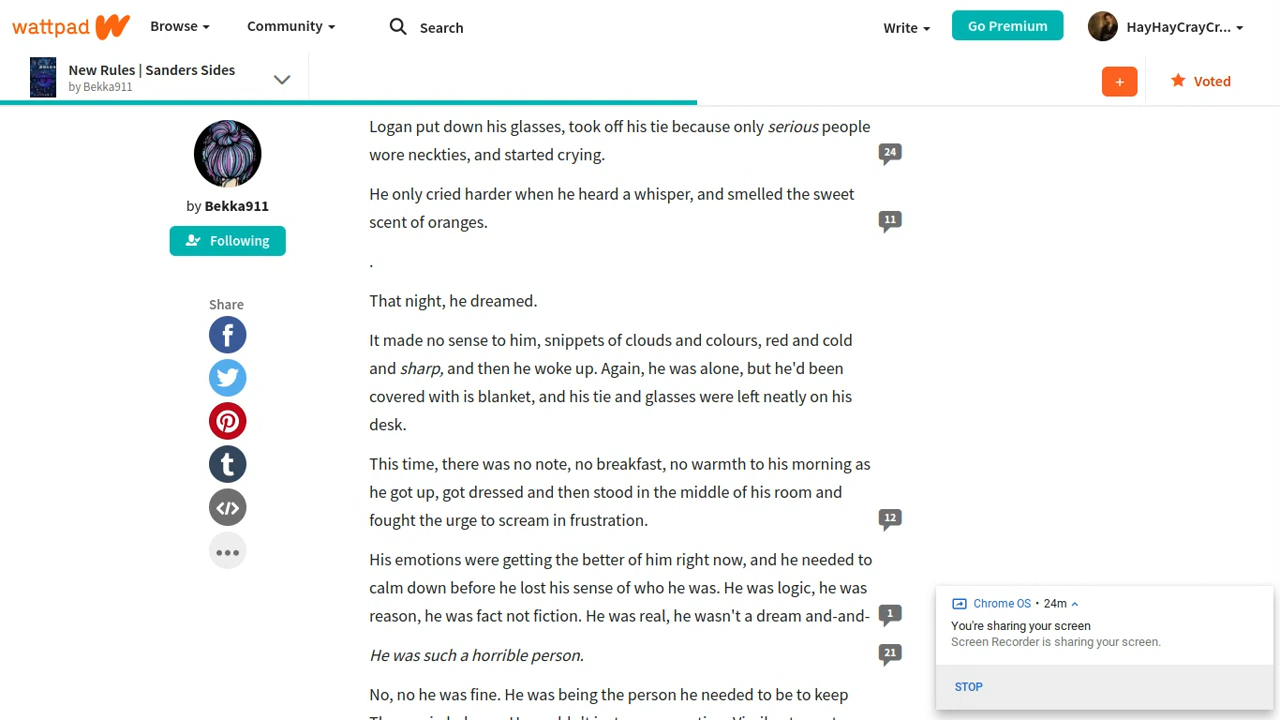 wattpad
Browse
Community
Search
Write
Go Premium
HayHayCrayCr...
New Rules | Sanders Sides
by Bekka911
+
Voted
by Bekka911
Following
Share
Logan put down his glasses, took off his tie because only serious people
wore neckties, and started crying.
24
He only cried harder when he heard a whisper, and smelled the sweet
scent of oranges.
11
.
That night, he dreamed.
It made no sense to him, snippets of clouds and colours, red and cold
and sharp, and then he woke up. Again, he was alone, but he'd been
covered with is blanket, and his tie and glasses were left neatly on his
desk.
This time, there was no note, no breakfast, no warmth to his morning as
he got up, got dressed and then stood in the middle of his room and
fought the urge to scream in frustration.
12
His emotions were getting the better of him right now, and he needed to
calm down before he lost his sense of who he was. He was logic, he was
reason, he was fact not fiction. He was real, he wasn't a dream and-and-
1
He was such a horrible person.
21
No, no he was fine. He was being the person he needed to be to keep
Chrome OS • 24m
You're sharing your screen
Screen Recorder is sharing your screen.
STOP